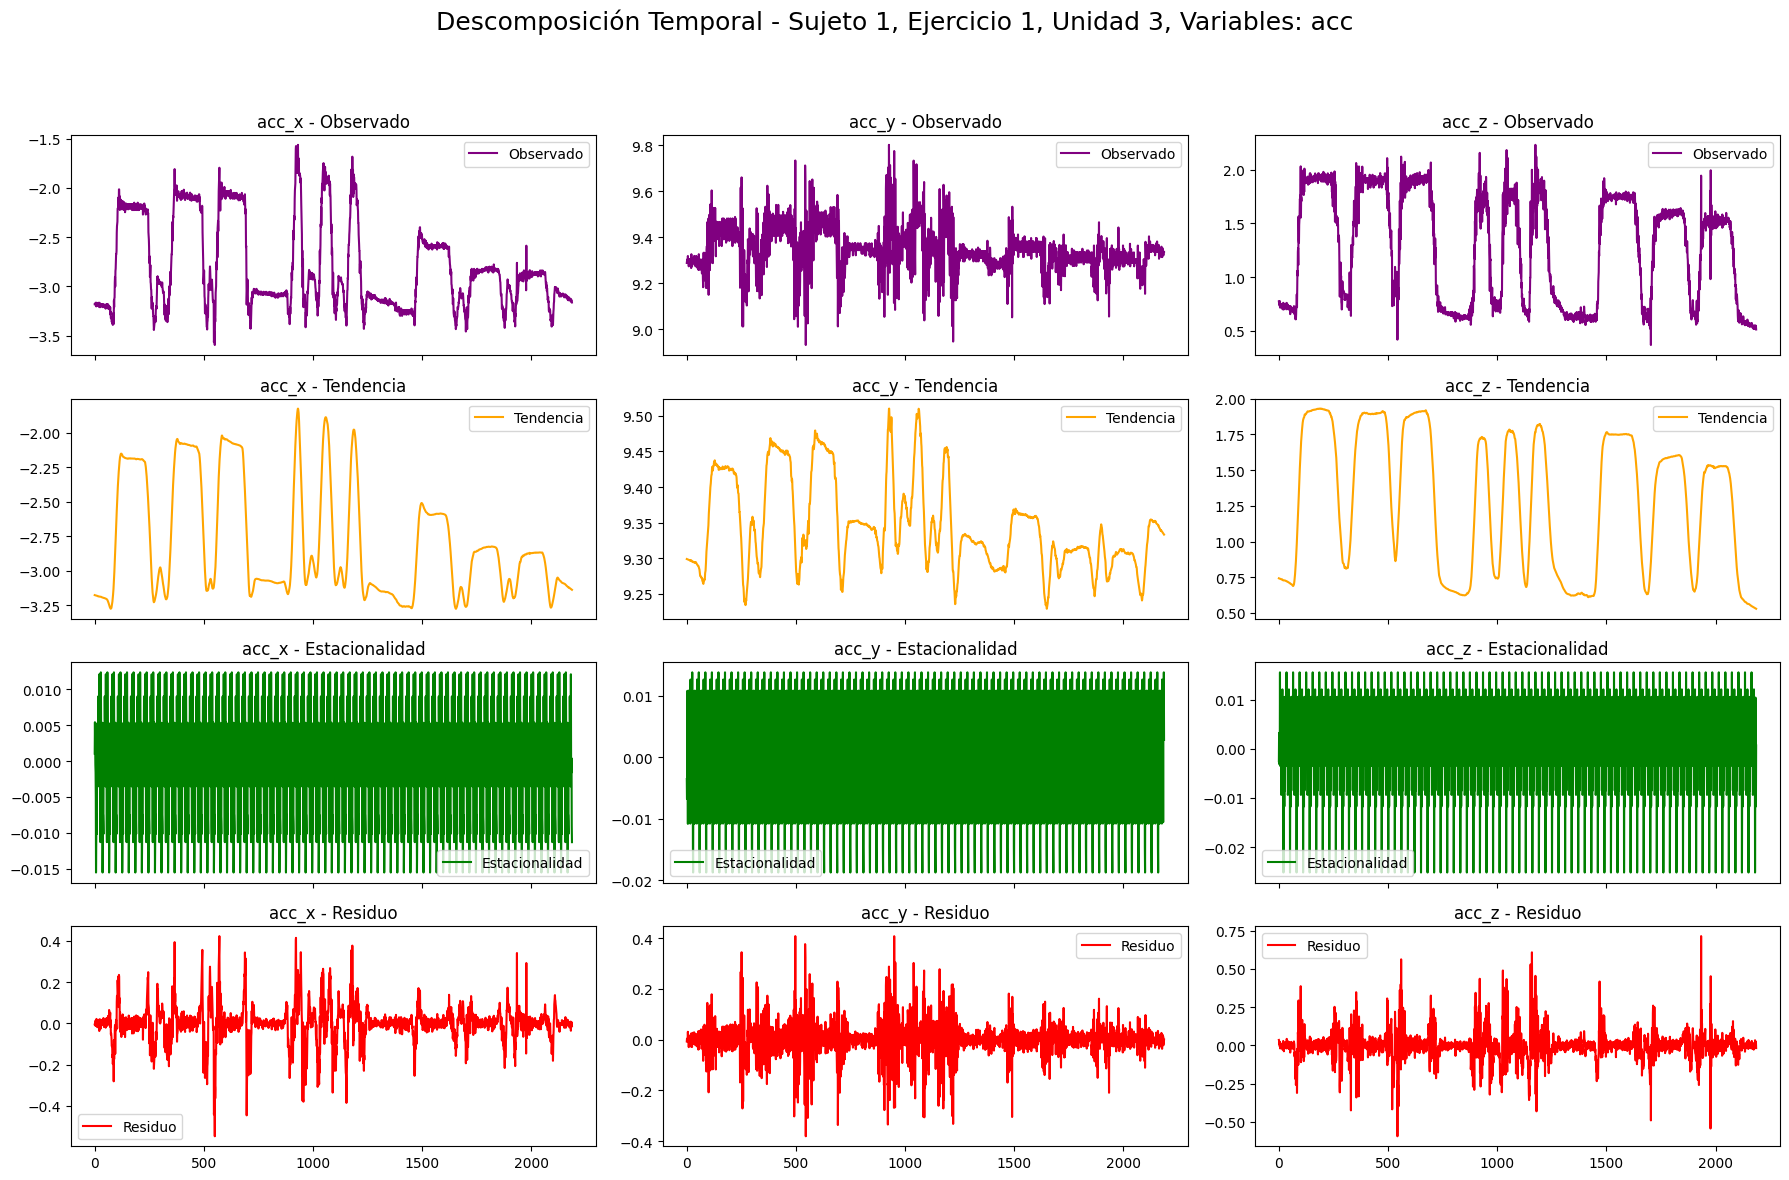 Descomposición Temporal - Sujeto 1, Ejercicio 1, Unidad 3, Variables: acc
acc_x - Observado
−1.5
−2.0
−2.5
−3.0
−3.5
Observado
acc_y - Observado
9.8
9.6
9.4
9.2
9.0
Observado
acc_z - Observado
2.0
1.5
1.0
0.5
Observado
acc_x - Tendencia
−2.00
−2.25
−2.50
−2.75
−3.00
−3.25
Tendencia
acc_y - Tendencia
9.50
9.45
9.40
9.35
9.30
9.25
Tendencia
acc_z - Tendencia
2.00
1.75
1.50
1.25
1.00
0.75
0.50
Tendencia
acc_x - Estacionalidad
0.010
0.005
0.000
−0.005
−0.010
−0.015
Estacionalidad
acc_y - Estacionalidad
0.01
0.00
−0.01
−0.02
Estacionalidad
acc_z - Estacionalidad
0.01
0.00
−0.01
−0.02
Estacionalidad
acc_x - Residuo
0.4
0.2
0.0
−0.2
−0.4
Residuo
0 500 1000 1500 2000
acc_y - Residuo
0.4
0.2
0.0
−0.2
−0.4
Residuo
0 500 1000 1500 2000
acc_z - Residuo
0.75
0.50
0.25
0.00
−0.25
−0.50
Residuo
0 500 1000 1500 2000